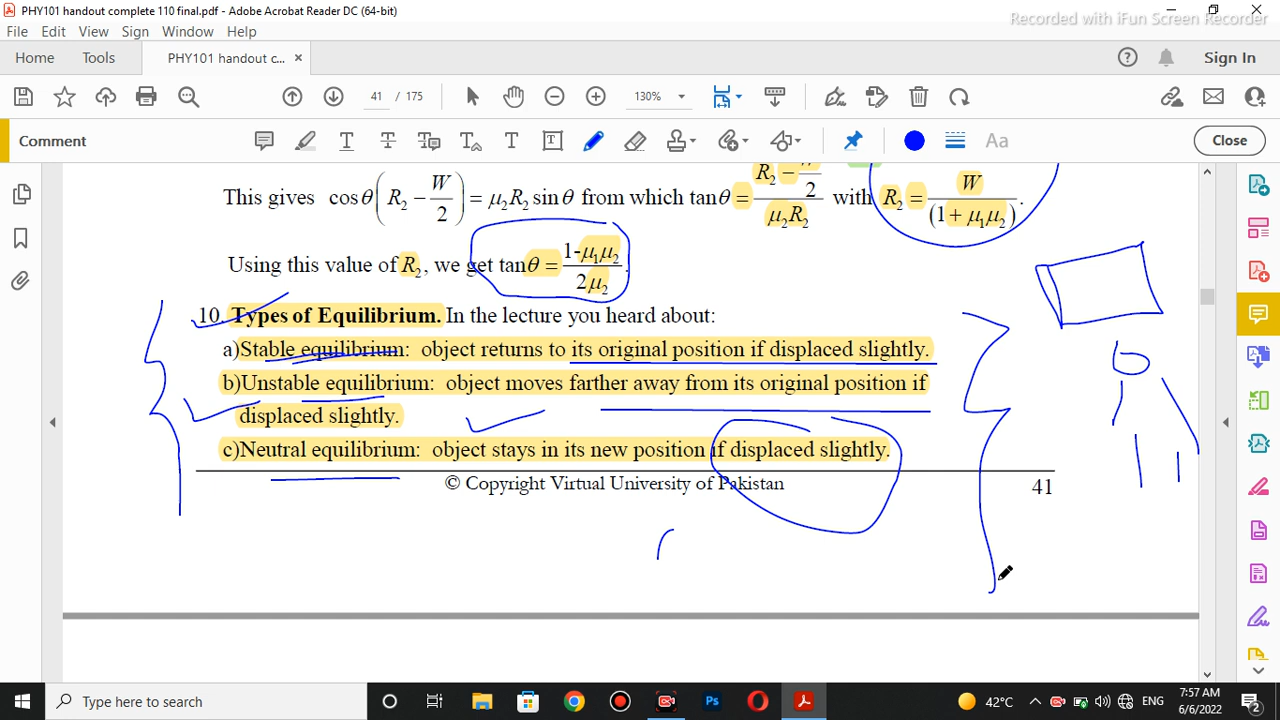 PHY101 handout complete 110 final.pdf - Adobe Acrobat Reader DC (64-bit)
Recorded with iFun Screen Recorder
File Edit View Sign Window Help
Home Tools PHY101 handout c... × Sign In
41 / 175 130%
Comment Close
This gives cosθ(R₂ − W/2) = μ₂R₂ sinθ from which tanθ = (R₂ − W/2)/(μ₂R₂) with R₂ = W/(1 + μ₁μ₂).
Using this value of R₂, we get tanθ = (1-μ₁μ₂)/(2μ₂).
10. Types of Equilibrium. In the lecture you heard about:
a)Stable equilibrium: object returns to its original position if displaced slightly.
b)Unstable equilibrium: object moves farther away from its original position if
displaced slightly.
c)Neutral equilibrium: object stays in its new position if displaced slightly.
© Copyright Virtual University of Pakistan 41
Type here to search
42°C ENG 7:57 AM
6/6/2022 2